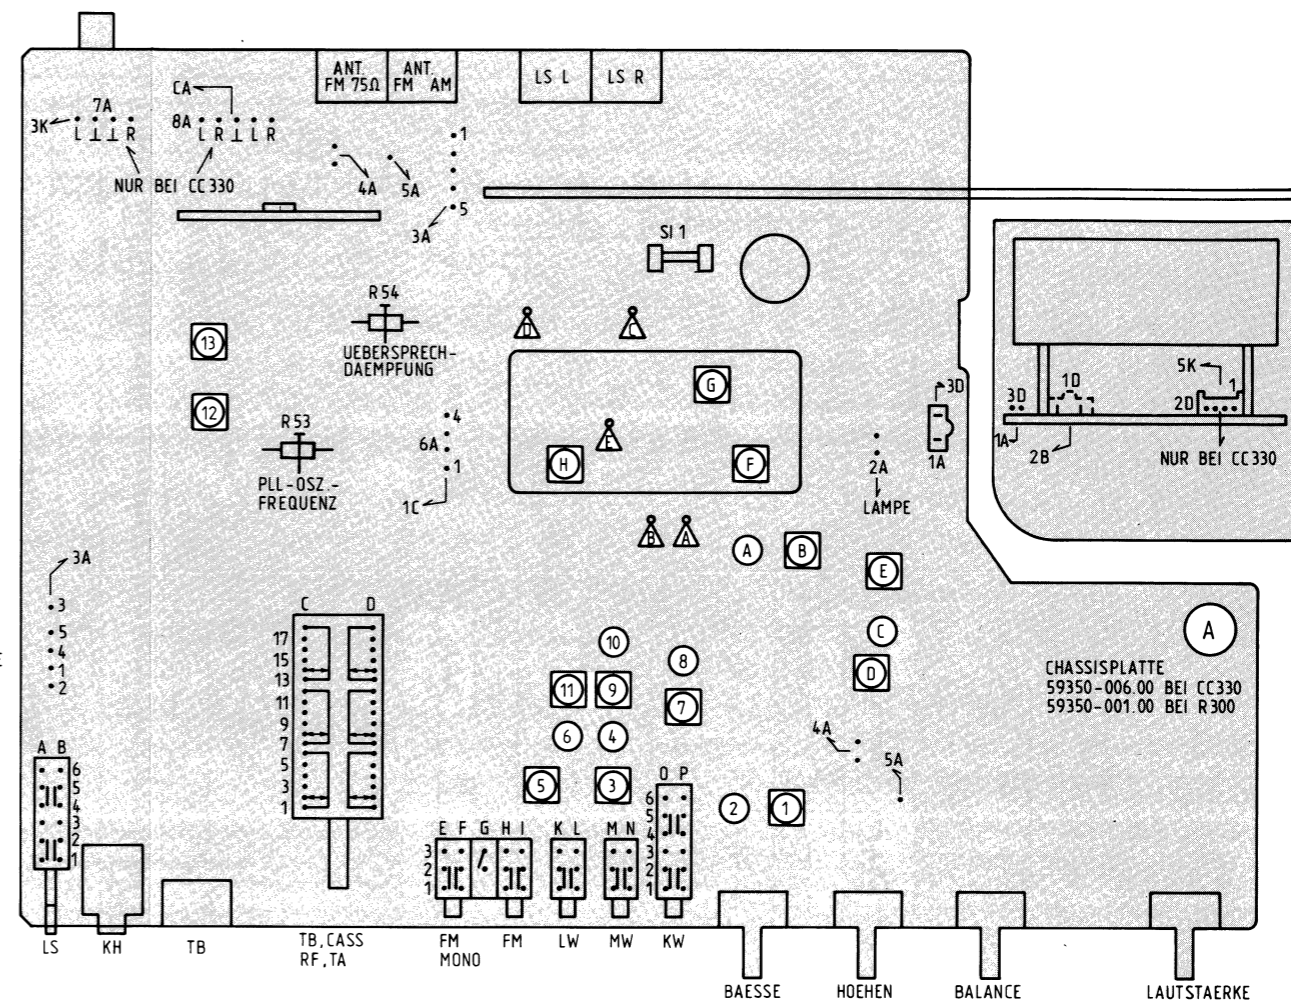 ANT. ANT.
FM 75Ω FM AM
LS L LS R
CA
7A
3K
L ⊥ ⊥ R
8A
L R ⊥ L R
NUR BEI CC330
4A
5A
1
5
3A
SI 1
R54
UEBERSPRECH-
DAEMPFUNG
D
C
13
12
G
E
H
F
R53
PLL-OSZ.-
FREQUENZ
4
6A
1
1C
3D
1A
2A
LAMPE
5K
1
3D
1D
2D
1A
2B
NUR BEI CC330
B
A
A
B
E
C
D
A
CHASSISPLATTE
59350-006.00 BEI CC330
59350-001.00 BEI R300
3A
3
5
4
1
2
E
C D
17
15
13
11
9
7
5
3
1
10
8
11
9
7
6
4
5
3
2
1
4A
5A
A B
6
5
4
3
2
1
E F G H I
3
2
1
K L
M N
O P
6
5
4
3
2
1
LS
KH
TB
TB,CASS
RF,TA
FM
MONO
FM
LW
MW
KW
BAESSE
HOEHEN
BALANCE
LAUTSTAERKE